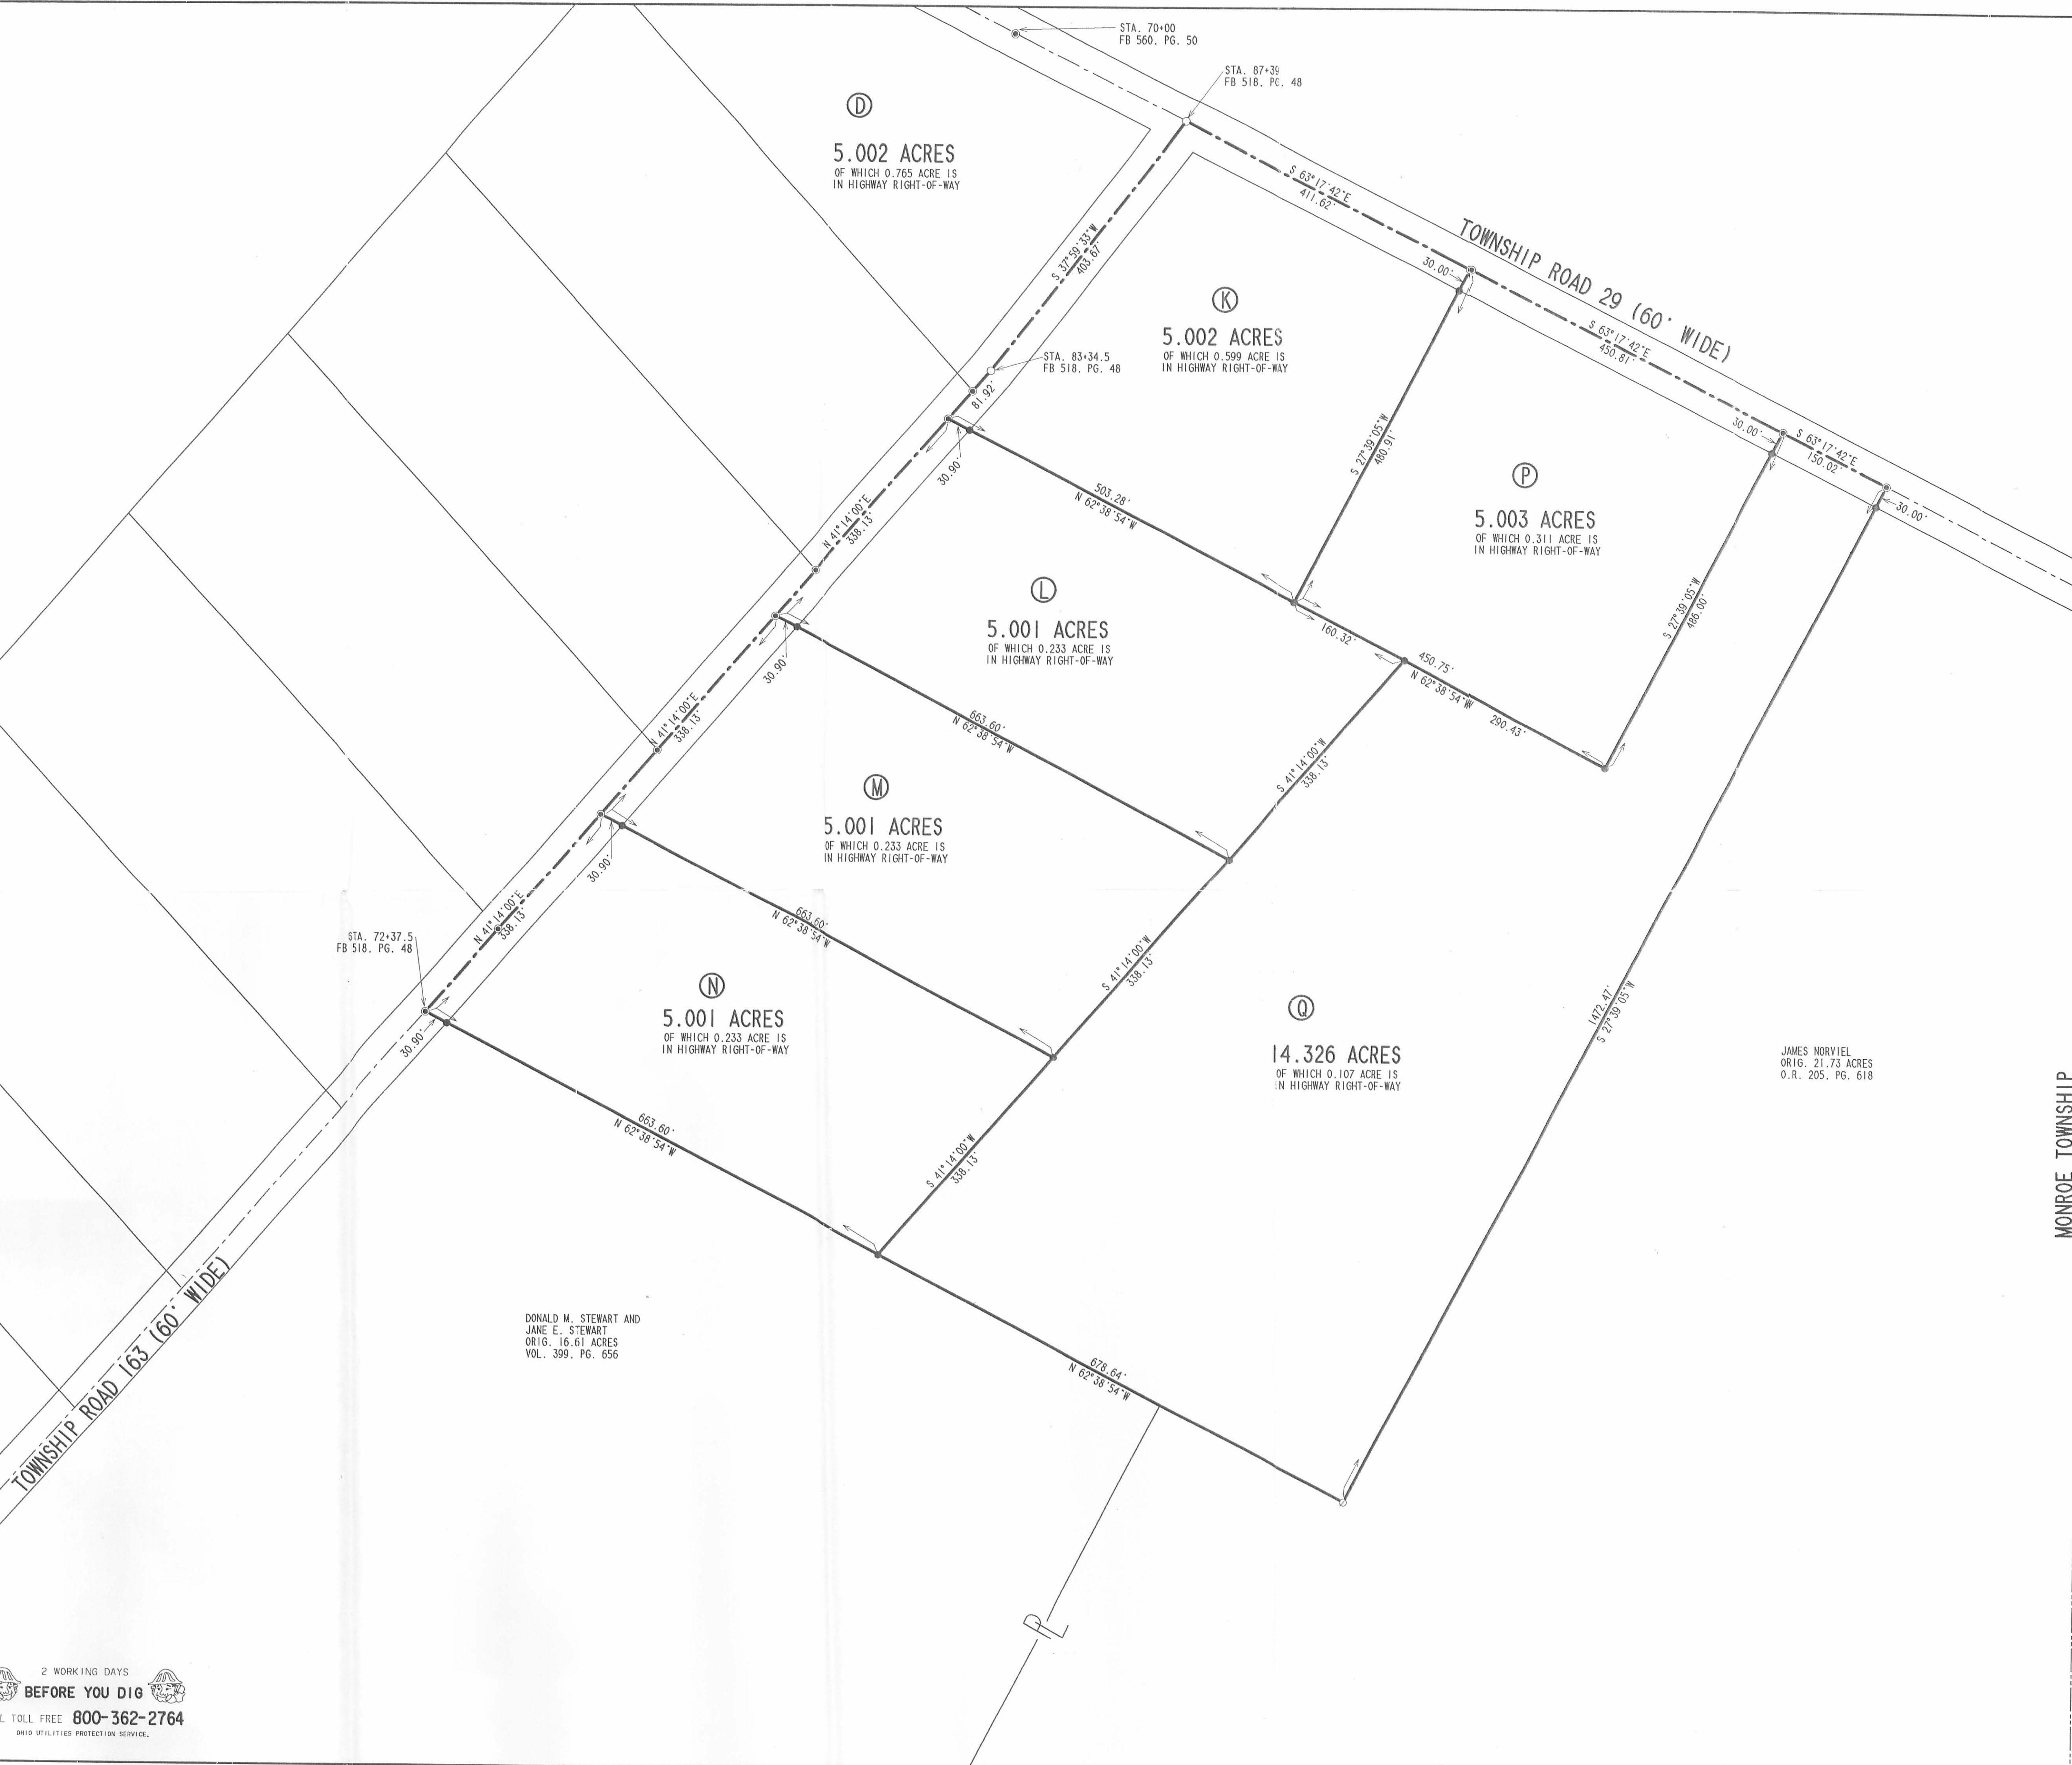 STA. 70+00
FB 560, PG. 50
STA. 87+39
FB 518, PG. 48
D
5.002 ACRES
OF WHICH 0.765 ACRE IS
IN HIGHWAY RIGHT-OF-WAY
S 63°17'42"E
411.62'
TOWNSHIP ROAD 29 (60' WIDE)
S 37°59'33"W
403.67'
30.00'
K
5.002 ACRES
OF WHICH 0.599 ACRE IS
IN HIGHWAY RIGHT-OF-WAY
S 63°17'42"E
450.81'
STA. 83+34.5
FB 518, PG. 48
81.92'
30.00'
S 63°17'42"E
150.02'
30.00'
S 27°39'05"W
480.91'
30.90'
503.28'
N 62°38'54"W
P
5.003 ACRES
OF WHICH 0.311 ACRE IS
IN HIGHWAY RIGHT-OF-WAY
N 41°14'00"E
338.13'
L
5.001 ACRES
OF WHICH 0.233 ACRE IS
IN HIGHWAY RIGHT-OF-WAY
S 27°39'05"W
486.00'
160.32'
450.75'
N 62°38'54"W
290.43'
30.90'
N 41°14'00"E
338.13'
663.60'
N 62°38'54"W
S 41°14'00"W
338.13'
M
5.001 ACRES
OF WHICH 0.233 ACRE IS
IN HIGHWAY RIGHT-OF-WAY
30.90'
N 41°14'00"E
338.13'
663.60'
N 62°38'54"W
S 41°14'00"W
338.13'
STA. 72+37.5
FB 518, PG. 48
N
5.001 ACRES
OF WHICH 0.233 ACRE IS
IN HIGHWAY RIGHT-OF-WAY
30.90'
Q
14.326 ACRES
OF WHICH 0.107 ACRE IS
IN HIGHWAY RIGHT-OF-WAY
1472.47'
S 27°39'05"W
JAMES NORVIEL
ORIG. 21.73 ACRES
O.R. 205, PG. 618
MONROE TOWNSHIP
663.60'
N 62°38'54"W
S 41°14'00"W
338.13'
TOWNSHIP ROAD 163 (60' WIDE)
DONALD M. STEWART AND
JANE E. STEWART
ORIG. 16.61 ACRES
VOL. 399, PG. 656
678.64'
N 62°38'54"W
PL
2 WORKING DAYS
BEFORE YOU DIG
L TOLL FREE 800-362-2764
OHIO UTILITIES PROTECTION SERVICE.